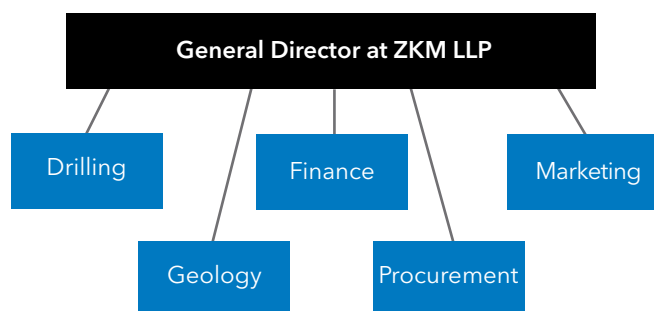 General Director at ZKM LLP
Drilling
Finance
Marketing
Geology
Procurement